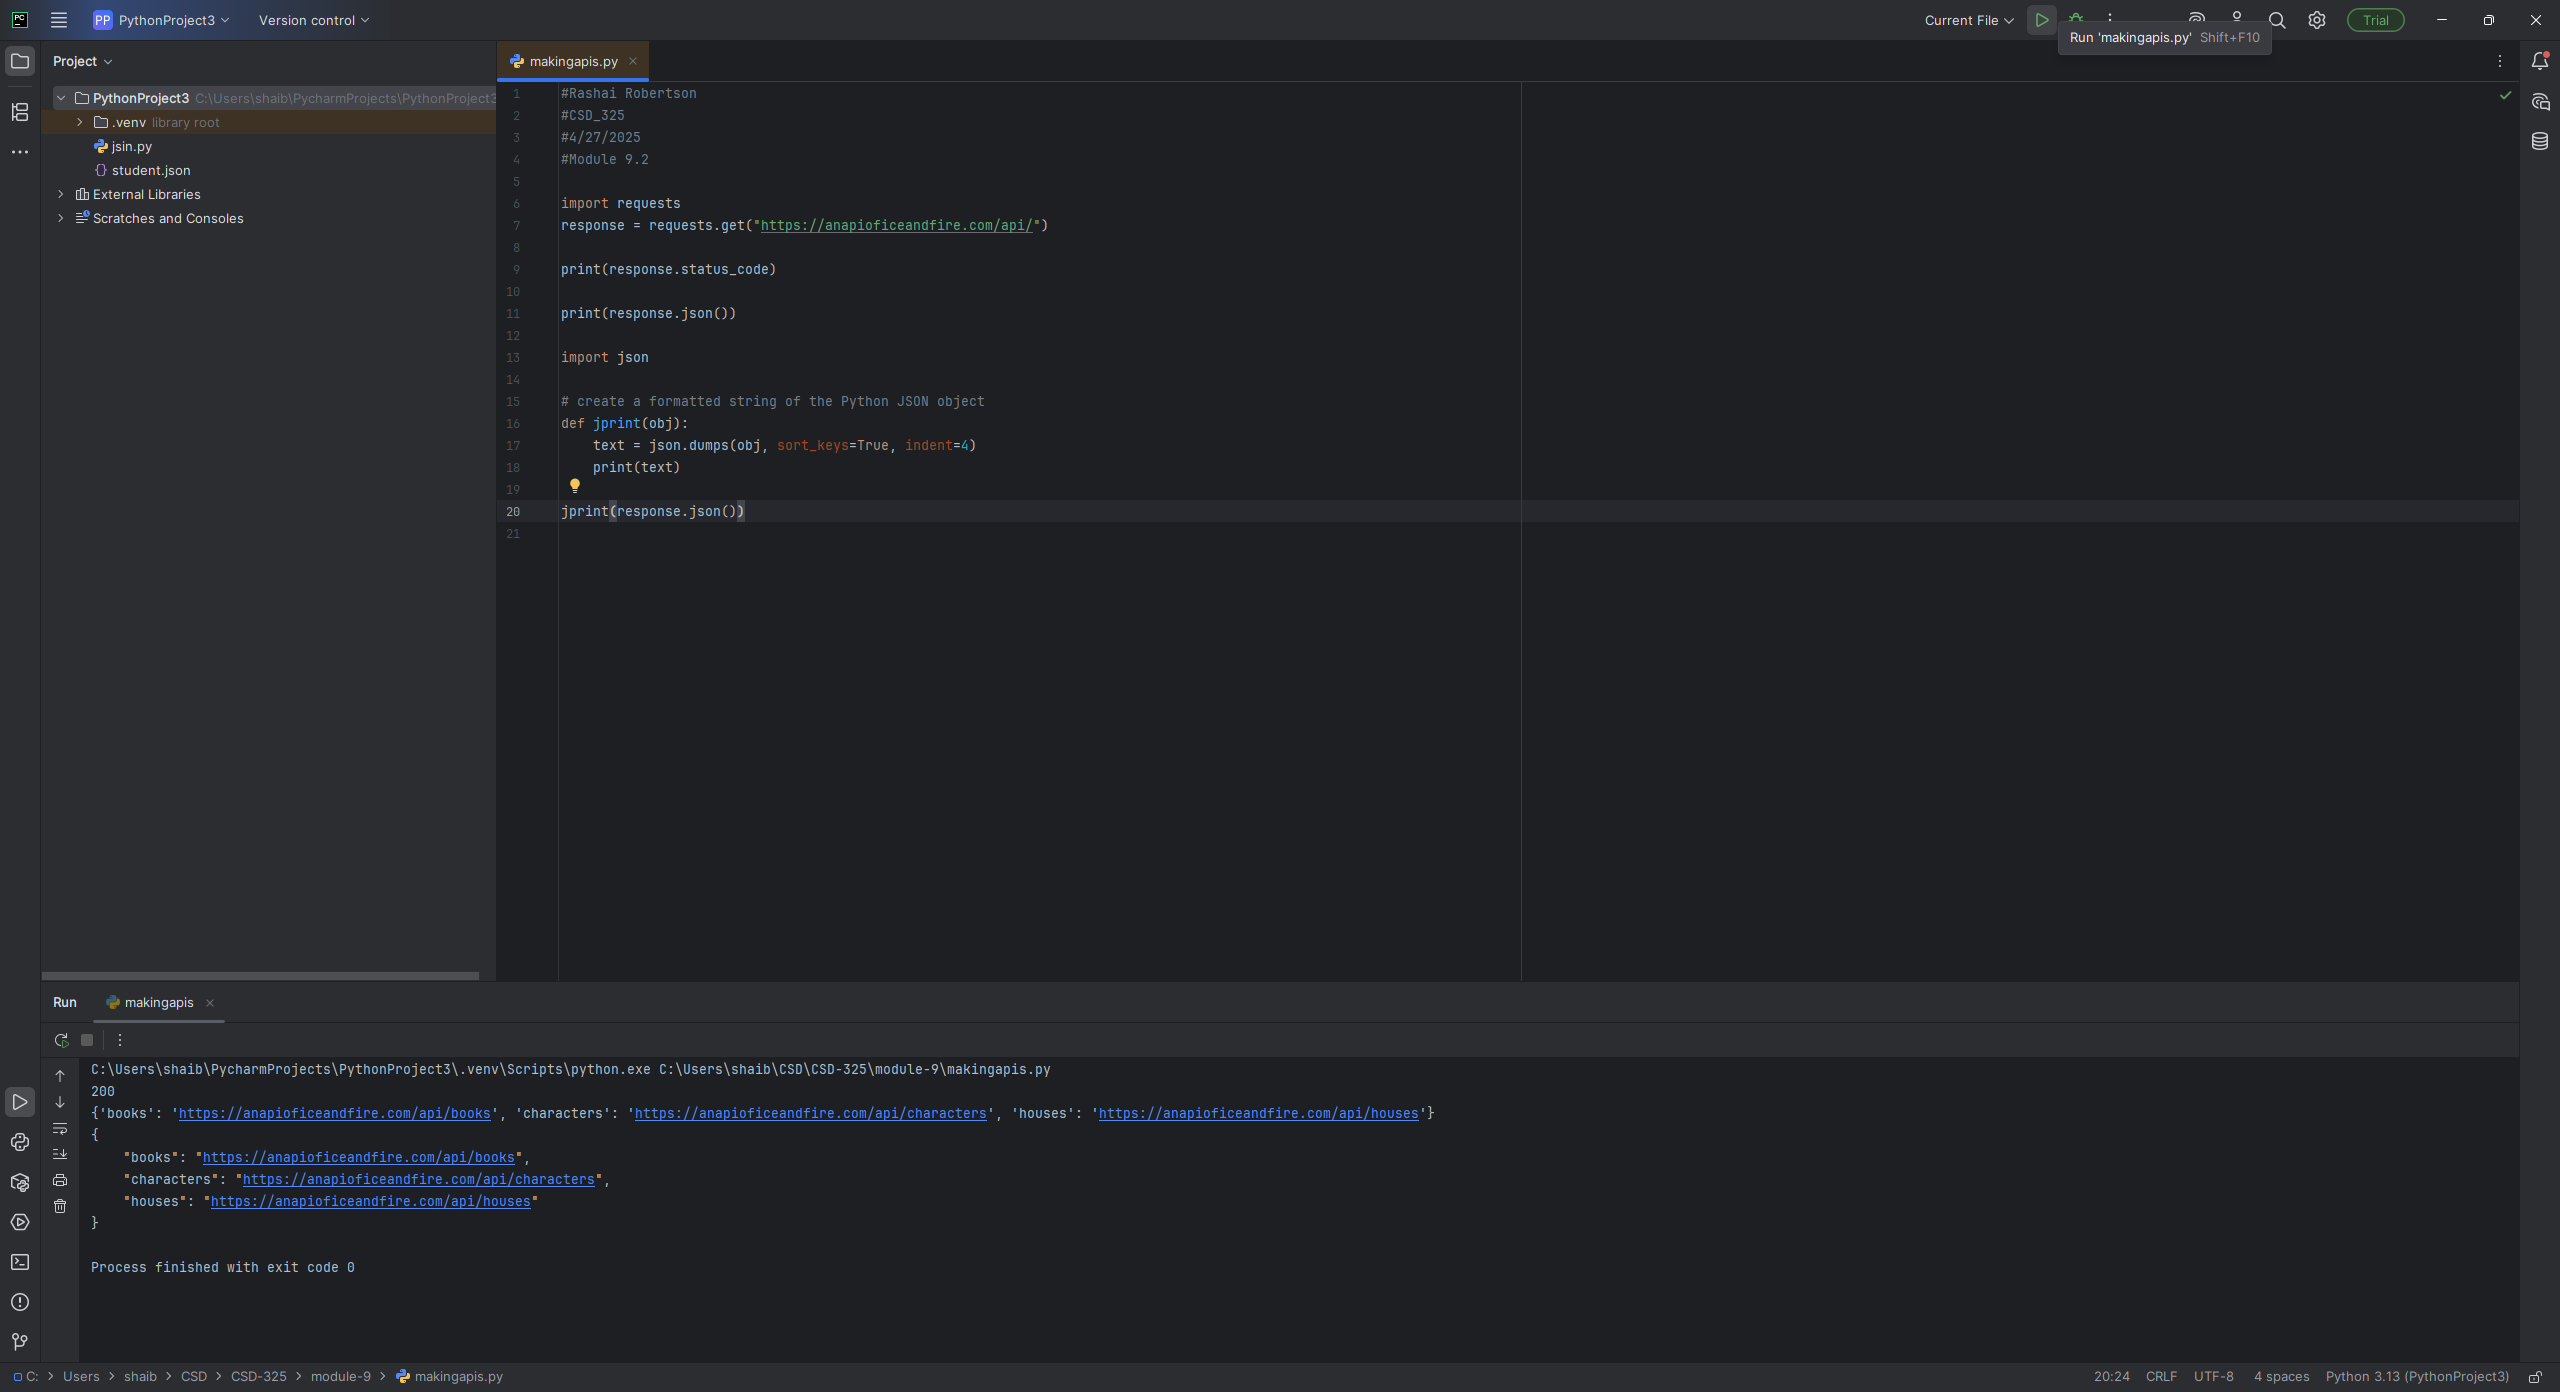 PC
PP PythonProject3
Version control
Current File
Trial
Run 'makingapis.py' Shift+F10
Project
PythonProject3 C:\Users\shaib\PycharmProjects\PythonProject3
.venv library root
jsin.py
student.json
External Libraries
Scratches and Consoles
makingapis.py
1 #Rashai Robertson
2 #CSD_325
3 #4/27/2025
4 #Module 9.2
5
6 import requests
7 response = requests.get("https://anapioficeandfire.com/api/")
8
9 print(response.status_code)
10
11 print(response.json())
12
13 import json
14
15 # create a formatted string of the Python JSON object
16 def jprint(obj):
17     text = json.dumps(obj, sort_keys=True, indent=4)
18     print(text)
19
20 jprint(response.json())
21
Run makingapis
C:\Users\shaib\PycharmProjects\PythonProject3\.venv\Scripts\python.exe C:\Users\shaib\CSD\CSD-325\module-9\makingapis.py
200
{'books': 'https://anapioficeandfire.com/api/books', 'characters': 'https://anapioficeandfire.com/api/characters', 'houses': 'https://anapioficeandfire.com/api/houses'}
{
    "books": "https://anapioficeandfire.com/api/books",
    "characters": "https://anapioficeandfire.com/api/characters",
    "houses": "https://anapioficeandfire.com/api/houses"
}
Process finished with exit code 0
C: > Users > shaib > CSD > CSD-325 > module-9 > makingapis.py
20:24 CRLF UTF-8 4 spaces Python 3.13 (PythonProject3)